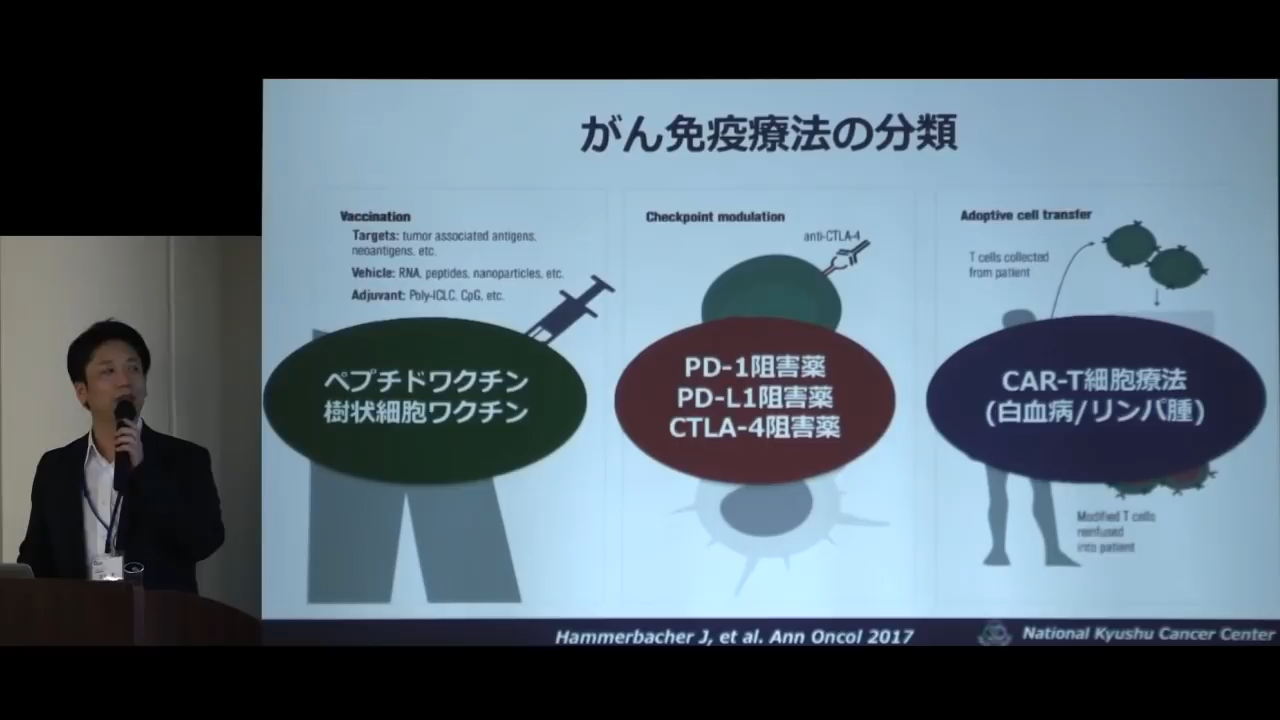 がん免疫療法の分類
Vaccination
Targets: tumor associated antigens,
neoantigens, etc.
Vehicle: RNA, peptides, nanoparticles, etc.
Adjuvant: Poly-ICLC, CpG, etc.
ペプチドワクチン
樹状細胞ワクチン
Checkpoint modulation
anti-CTLA-4
PD-1阻害薬
PD-L1阻害薬
CTLA-4阻害薬
Adoptive cell transfer
T cells collected
from patient
CAR-T細胞療法
(白血病/リンパ腫)
Modified T cells
reinfused
into patient
Hammerbacher J, et al. Ann Oncol 2017
National Kyushu Cancer Center